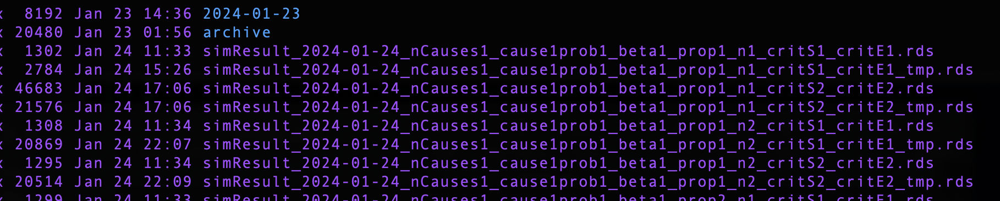 x 8192 Jan 23 14:36 2024-01-23
x 20480 Jan 23 01:56 archive
x 1302 Jan 24 11:33 simResult_2024-01-24_nCauses1_cause1prob1_beta1_prop1_n1_critS1_critE1.rds
x 2784 Jan 24 15:26 simResult_2024-01-24_nCauses1_cause1prob1_beta1_prop1_n1_critS1_critE1_tmp.rds
x 46683 Jan 24 17:06 simResult_2024-01-24_nCauses1_cause1prob1_beta1_prop1_n1_critS2_critE2.rds
x 21576 Jan 24 17:06 simResult_2024-01-24_nCauses1_cause1prob1_beta1_prop1_n1_critS2_critE2_tmp.rds
x 1308 Jan 24 11:34 simResult_2024-01-24_nCauses1_cause1prob1_beta1_prop1_n2_critS1_critE1.rds
x 20869 Jan 24 22:07 simResult_2024-01-24_nCauses1_cause1prob1_beta1_prop1_n2_critS1_critE1_tmp.rds
x 1295 Jan 24 11:34 simResult_2024-01-24_nCauses1_cause1prob1_beta1_prop1_n2_critS2_critE2.rds
x 20514 Jan 24 22:09 simResult_2024-01-24_nCauses1_cause1prob1_beta1_prop1_n2_critS2_critE2_tmp.rds
x 1299 Jan 24 11:33 simResult_2024-01-24_nCauses1_cause1prob1_beta1_prop2_n1_critS1_critE1.rds